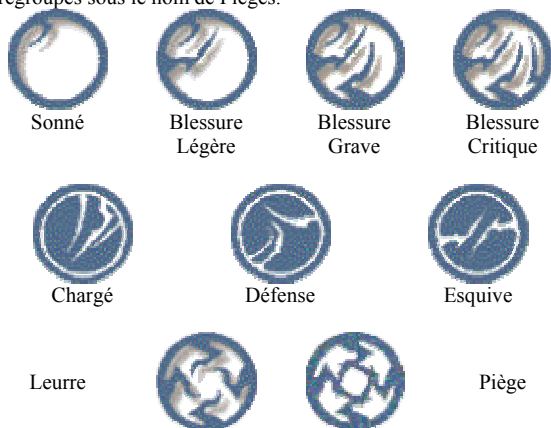 regroupés sous le nom de Pièges.
Sonné
Blessure Légère
Blessure Grave
Blessure Critique
Chargé
Défense
Esquive
Leurre
Piège